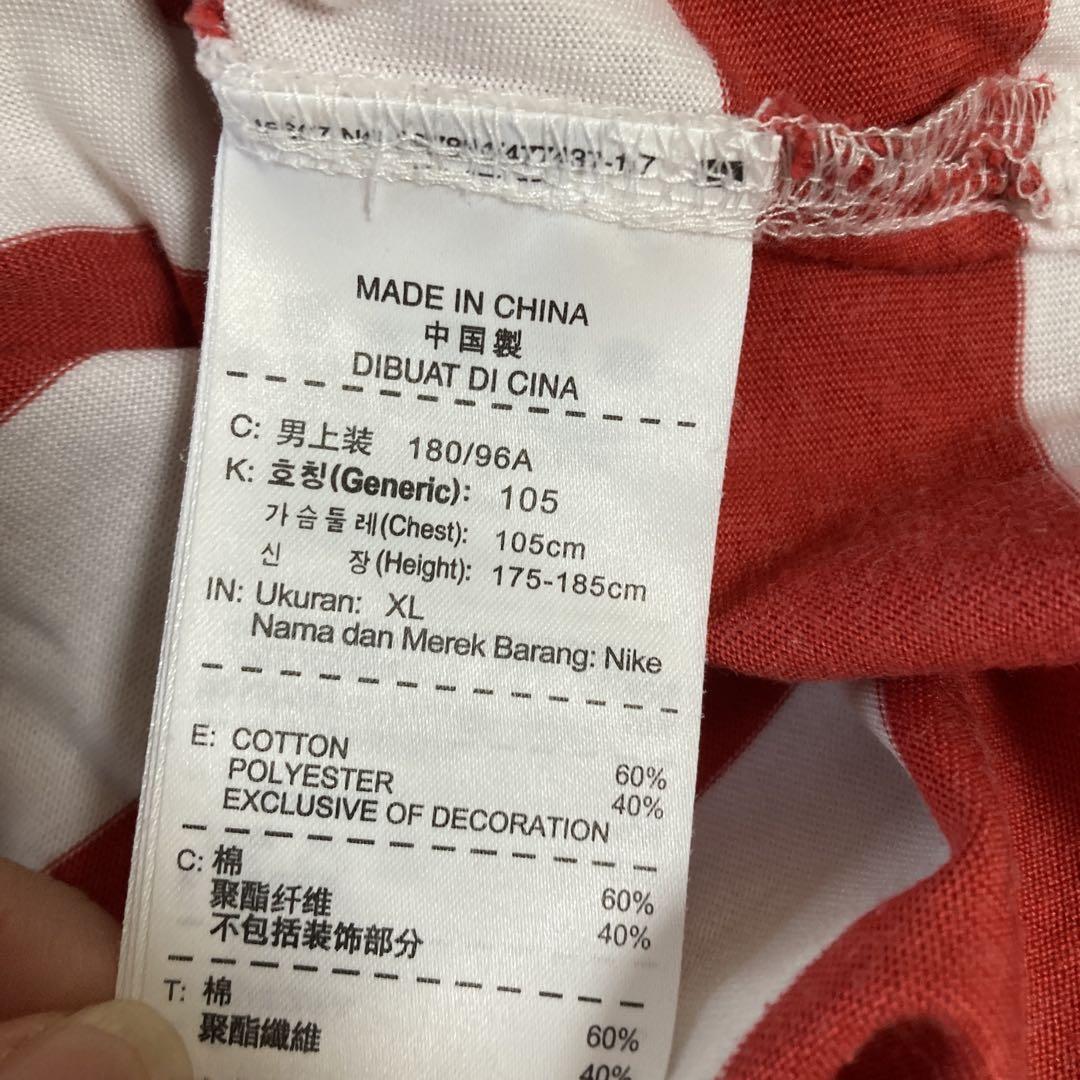 MADE IN CHINA
中国製
DIBUAT DI CINA
C: 男上装 180/96A
K: 호칭(Generic): 105
가슴둘레(Chest): 105cm
신 장(Height): 175-185cm
IN: Ukuran: XL
Nama dan Merek Barang: Nike
E: COTTON 60%
POLYESTER 40%
EXCLUSIVE OF DECORATION
C: 棉 60%
聚酯纤维 40%
不包括装饰部分
T: 棉 60%
聚酯纖維 40%